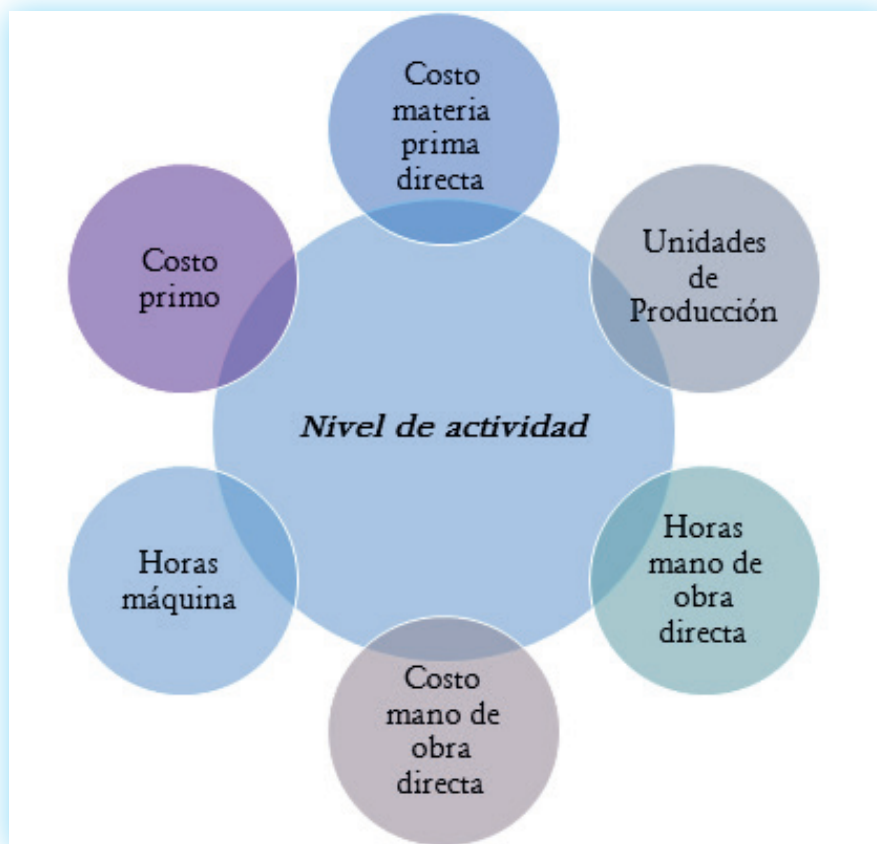 Costo
materia
prima
directa
Unidades
de
Producción
Horas
mano de
obra
directa
Costo
mano de
obra
directa
Horas
máquina
Costo
primo
Nivel de actividad